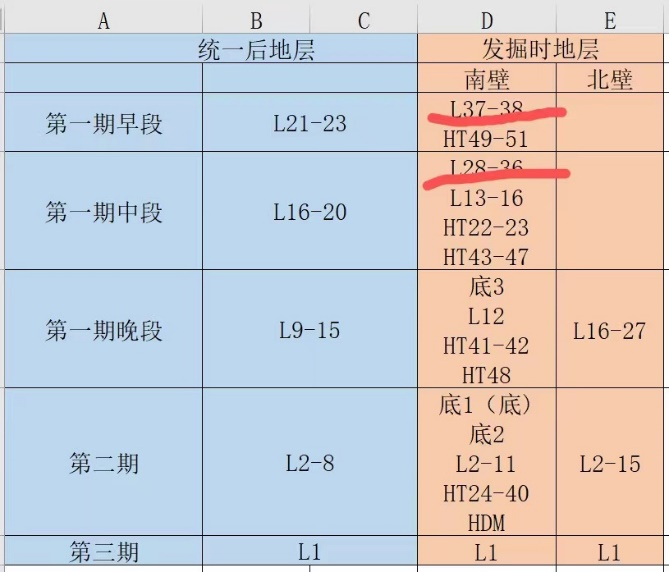 A B C D E
统一后地层 发掘时地层
南壁 北壁
第一期早段 L21-23 L37-38
HT49-51
第一期中段 L16-20 L28-36
L13-16
HT22-23
HT43-47
第一期晚段 L9-15 底3 L16-27
L12
HT41-42
HT48
第二期 L2-8 底1（底） L2-15
底2
L2-11
HT24-40
HDM
第三期 L1 L1 L1